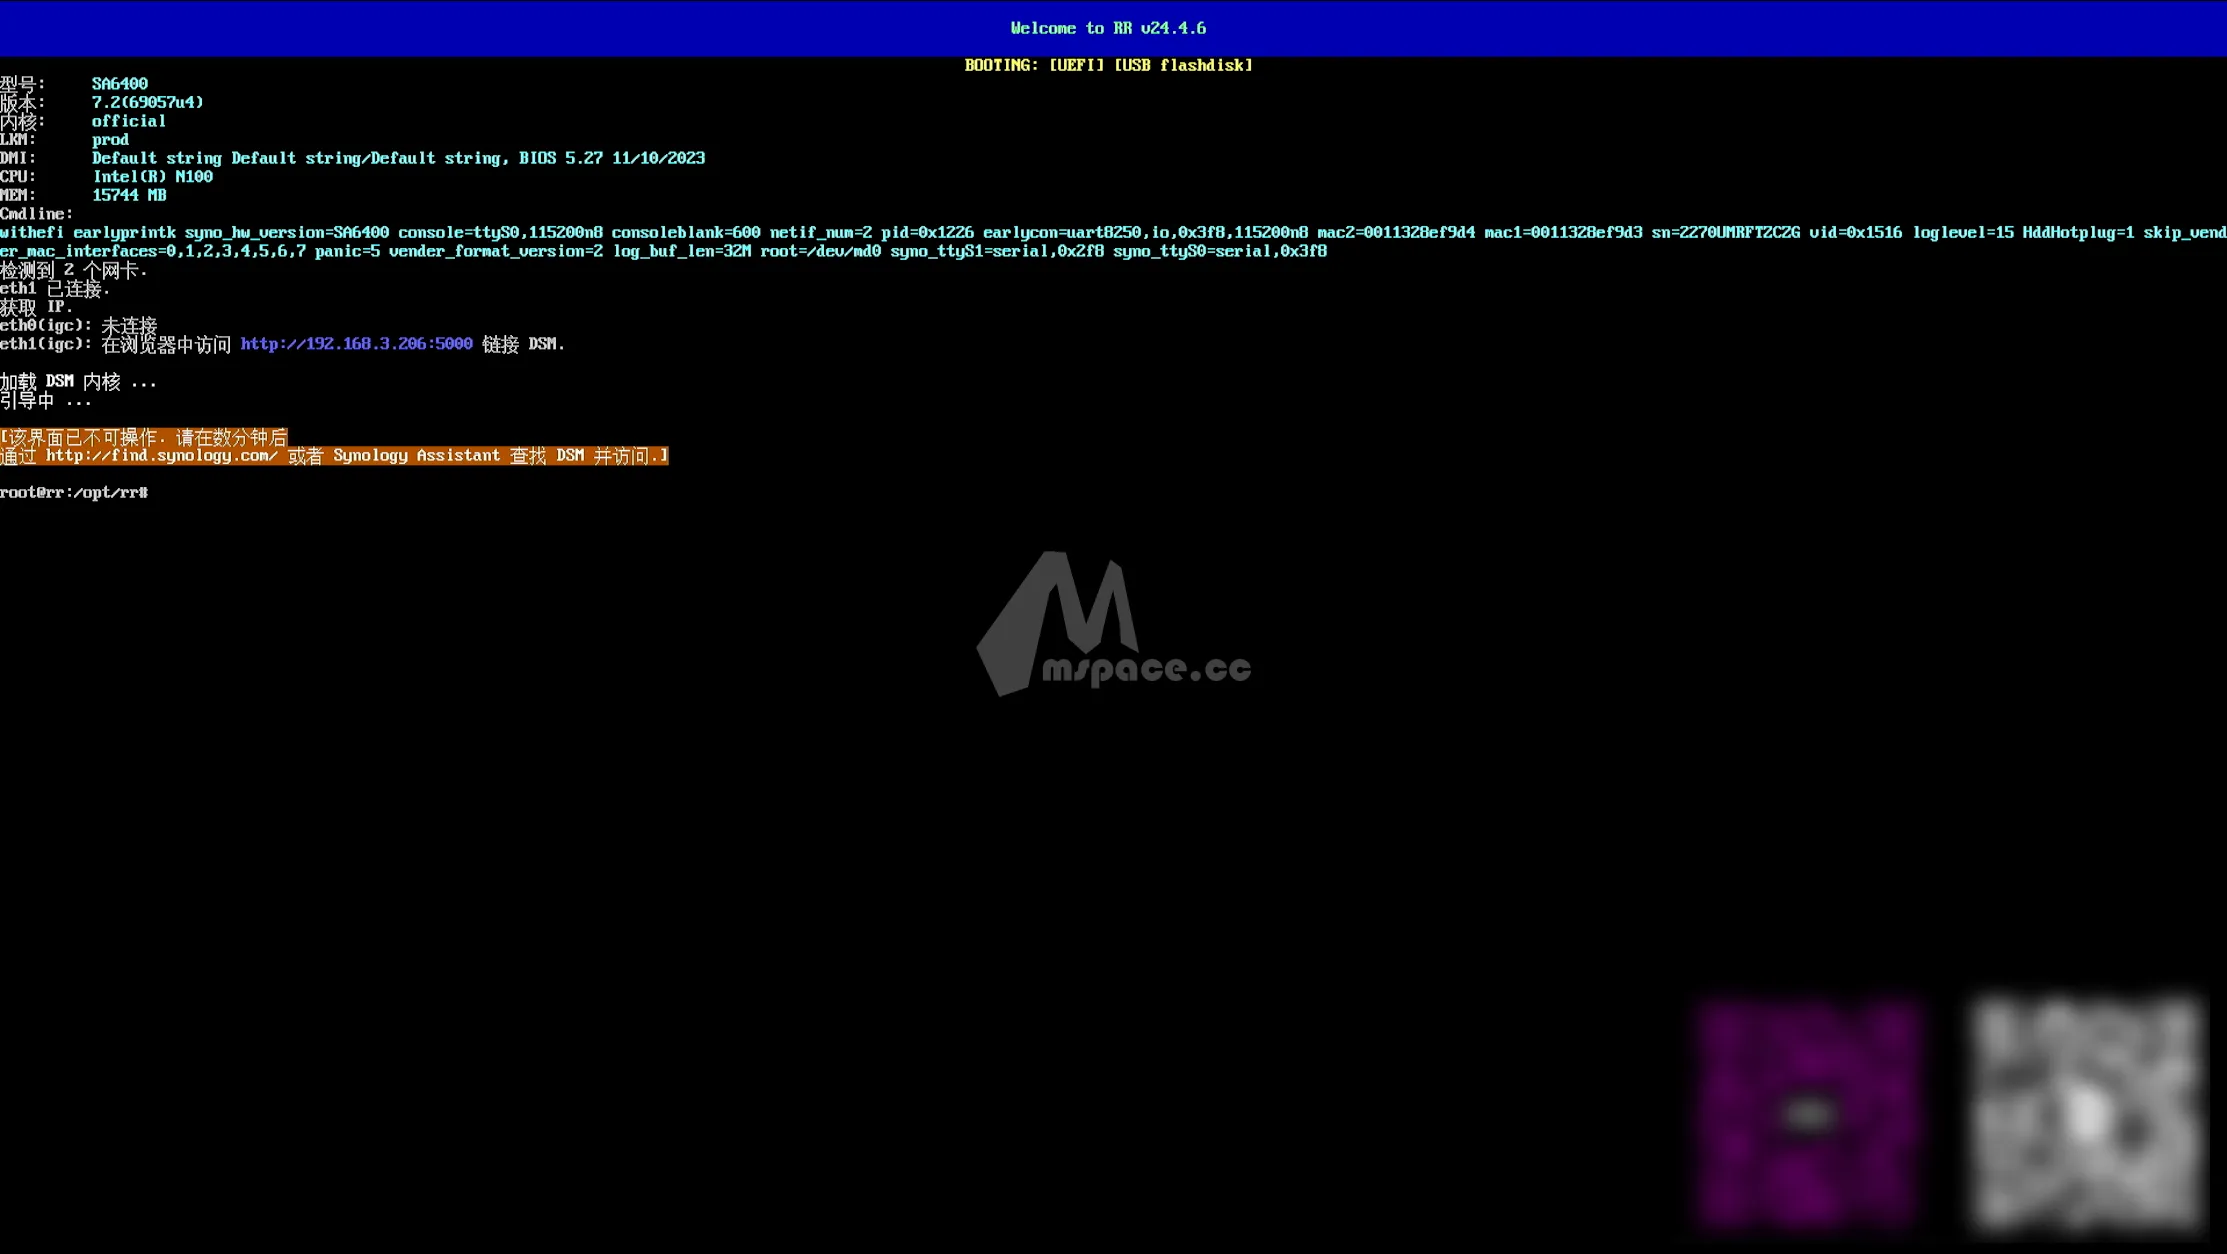 Welcome to RR v24.4.6
BOOTING: [UEFI] [USB flashdisk]
型号: SA6400
版本: 7.2(69057u4)
内核: official
LKM: prod
DMI: Default string Default string/Default string, BIOS 5.27 11/10/2023
CPU: Intel(R) N100
MEM: 15744 MB
Cmdline:
withefi earlyprintk syno_hw_version=SA6400 console=ttyS0,115200n8 consoleblank=600 netif_num=2 pid=0x1226 earlycon=uart8250,io,0x3f8,115200n8 mac2=0011328ef9d4 mac1=0011328ef9d3 sn=2270UMRFTZCZG vid=0x1516 loglevel=15 HddHotplug=1 skip_vend
er_mac_interfaces=0,1,2,3,4,5,6,7 panic=5 vender_format_version=2 log_buf_len=32M root=/dev/md0 syno_ttyS1=serial,0x2f8 syno_ttyS0=serial,0x3f8
检测到 2 个网卡.
eth1 已连接.
获取 IP.
eth0(igc): 未连接
eth1(igc): 在浏览器中访问 http://192.168.3.206:5000 链接 DSM.
加载 DSM 内核 ...
引导中 ...
[该界面已不可操作. 请在数分钟后
通过 http://find.synology.com/ 或者 Synology Assistant 查找 DSM 并访问.]
root@rr:/opt/rr#
mspace.cc